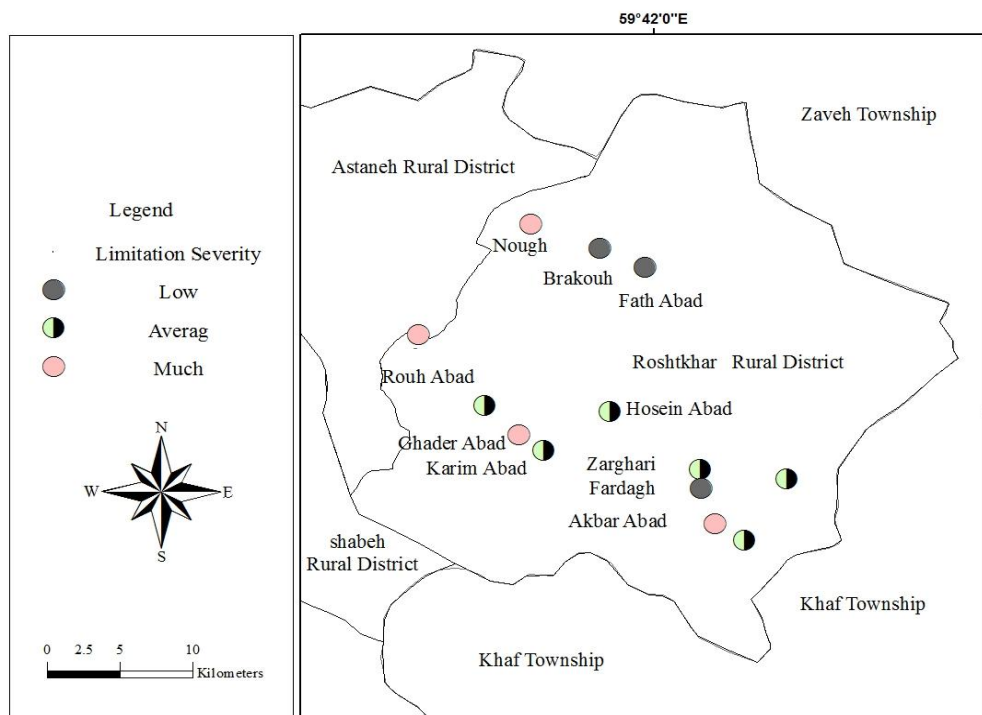 59°42'0"E
Legend
Limitation Severity
Low
Averag
Much
N
W
E
S
0 2.5 5 10
Kilometers
Zaveh Township
Astaneh Rural District
Nough
Brakouh
Fath Abad
Rouh Abad
Roshtkhar Rural District
Hosein Abad
Ghader Abad
Karim Abad
Zarghari
Fardagh
Akbar Abad
shabeh
Rural District
Khaf Township
Khaf Township